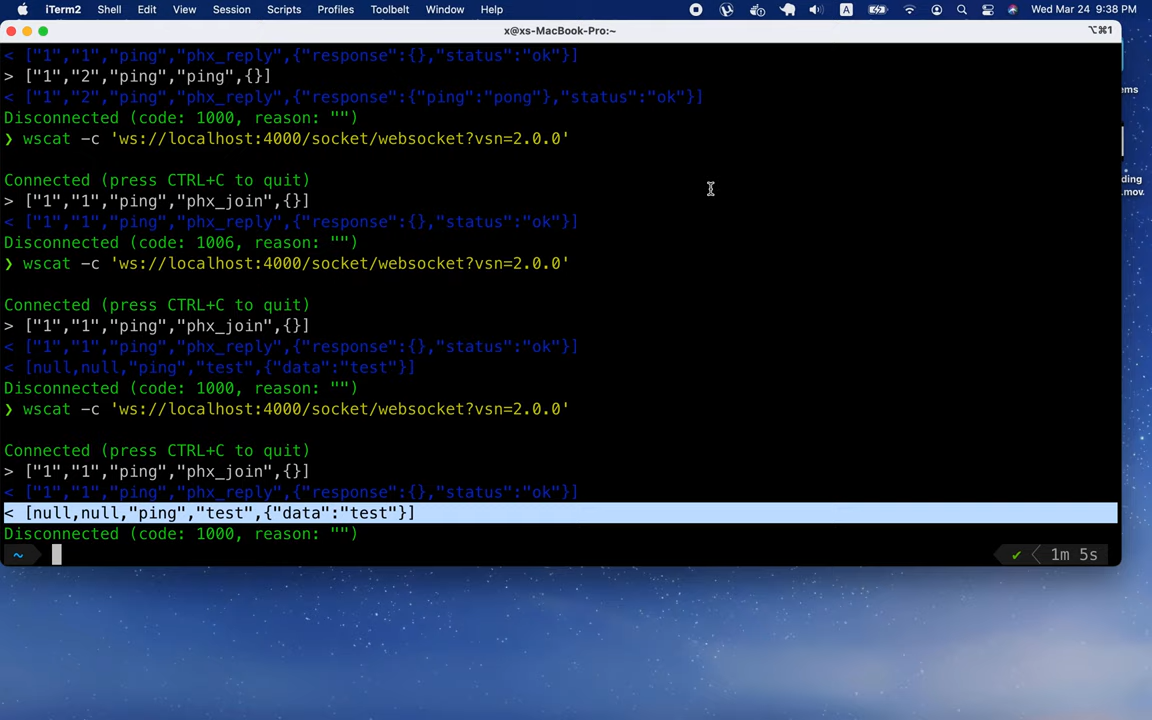 iTerm2 Shell Edit View Session Scripts Profiles Toolbelt Window Help A Wed Mar 24 9:38 PM
x@xs-MacBook-Pro:~ ⌥⌘1
< ["1","1","ping","phx_reply",{"response":{},"status":"ok"}]
> ["1","2","ping","ping",{}]
< ["1","2","ping","phx_reply",{"response":{"ping":"pong"},"status":"ok"}]
Disconnected (code: 1000, reason: "")
❯ wscat -c 'ws://localhost:4000/socket/websocket?vsn=2.0.0'
Connected (press CTRL+C to quit)
> ["1","1","ping","phx_join",{}]
< ["1","1","ping","phx_reply",{"response":{},"status":"ok"}]
Disconnected (code: 1006, reason: "")
❯ wscat -c 'ws://localhost:4000/socket/websocket?vsn=2.0.0'
Connected (press CTRL+C to quit)
> ["1","1","ping","phx_join",{}]
< ["1","1","ping","phx_reply",{"response":{},"status":"ok"}]
< [null,null,"ping","test",{"data":"test"}]
Disconnected (code: 1000, reason: "")
❯ wscat -c 'ws://localhost:4000/socket/websocket?vsn=2.0.0'
Connected (press CTRL+C to quit)
> ["1","1","ping","phx_join",{}]
< ["1","1","ping","phx_reply",{"response":{},"status":"ok"}]
< [null,null,"ping","test",{"data":"test"}]
Disconnected (code: 1000, reason: "")
~ ✔ 1m 5s
ems
ding
.mov